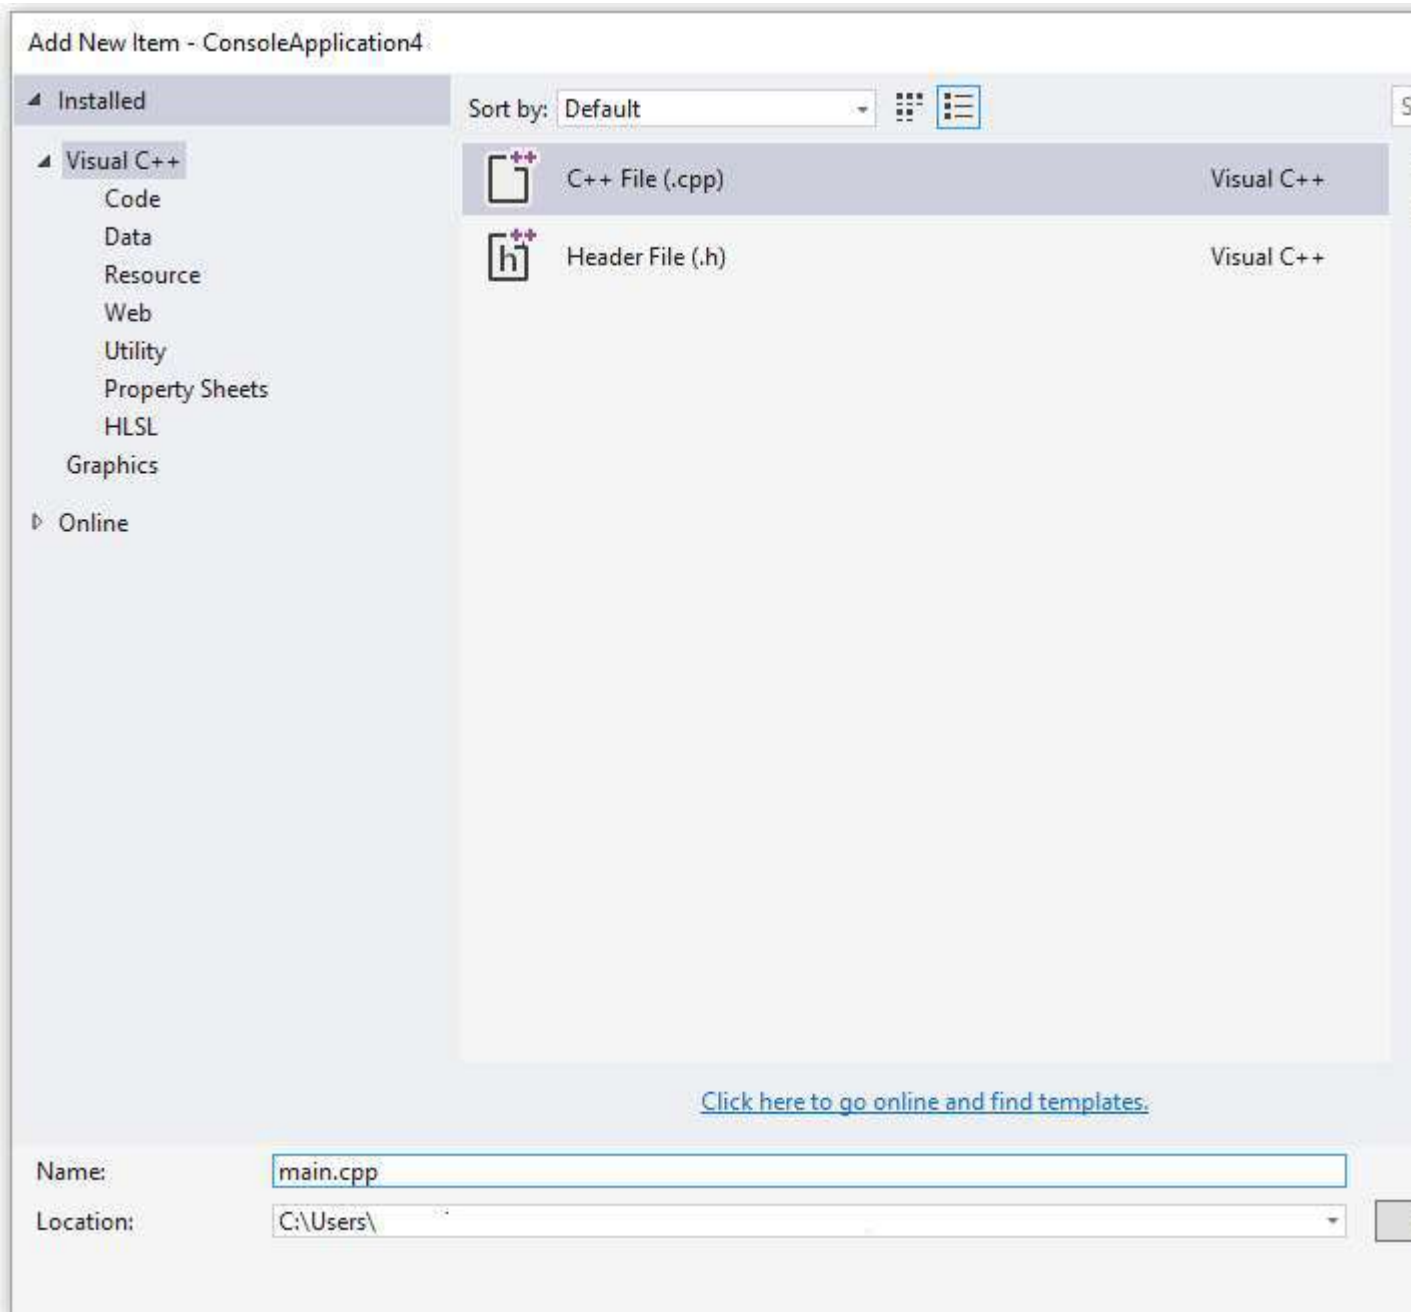 Add New Item - ConsoleApplication4
Installed
Visual C++
Code
Data
Resource
Web
Utility
Property Sheets
HLSL
Graphics
Online
Sort by: Default
C++ File (.cpp) Visual C++
Header File (.h) Visual C++
Click here to go online and find templates.
Name: main.cpp
Location: C:\Users\